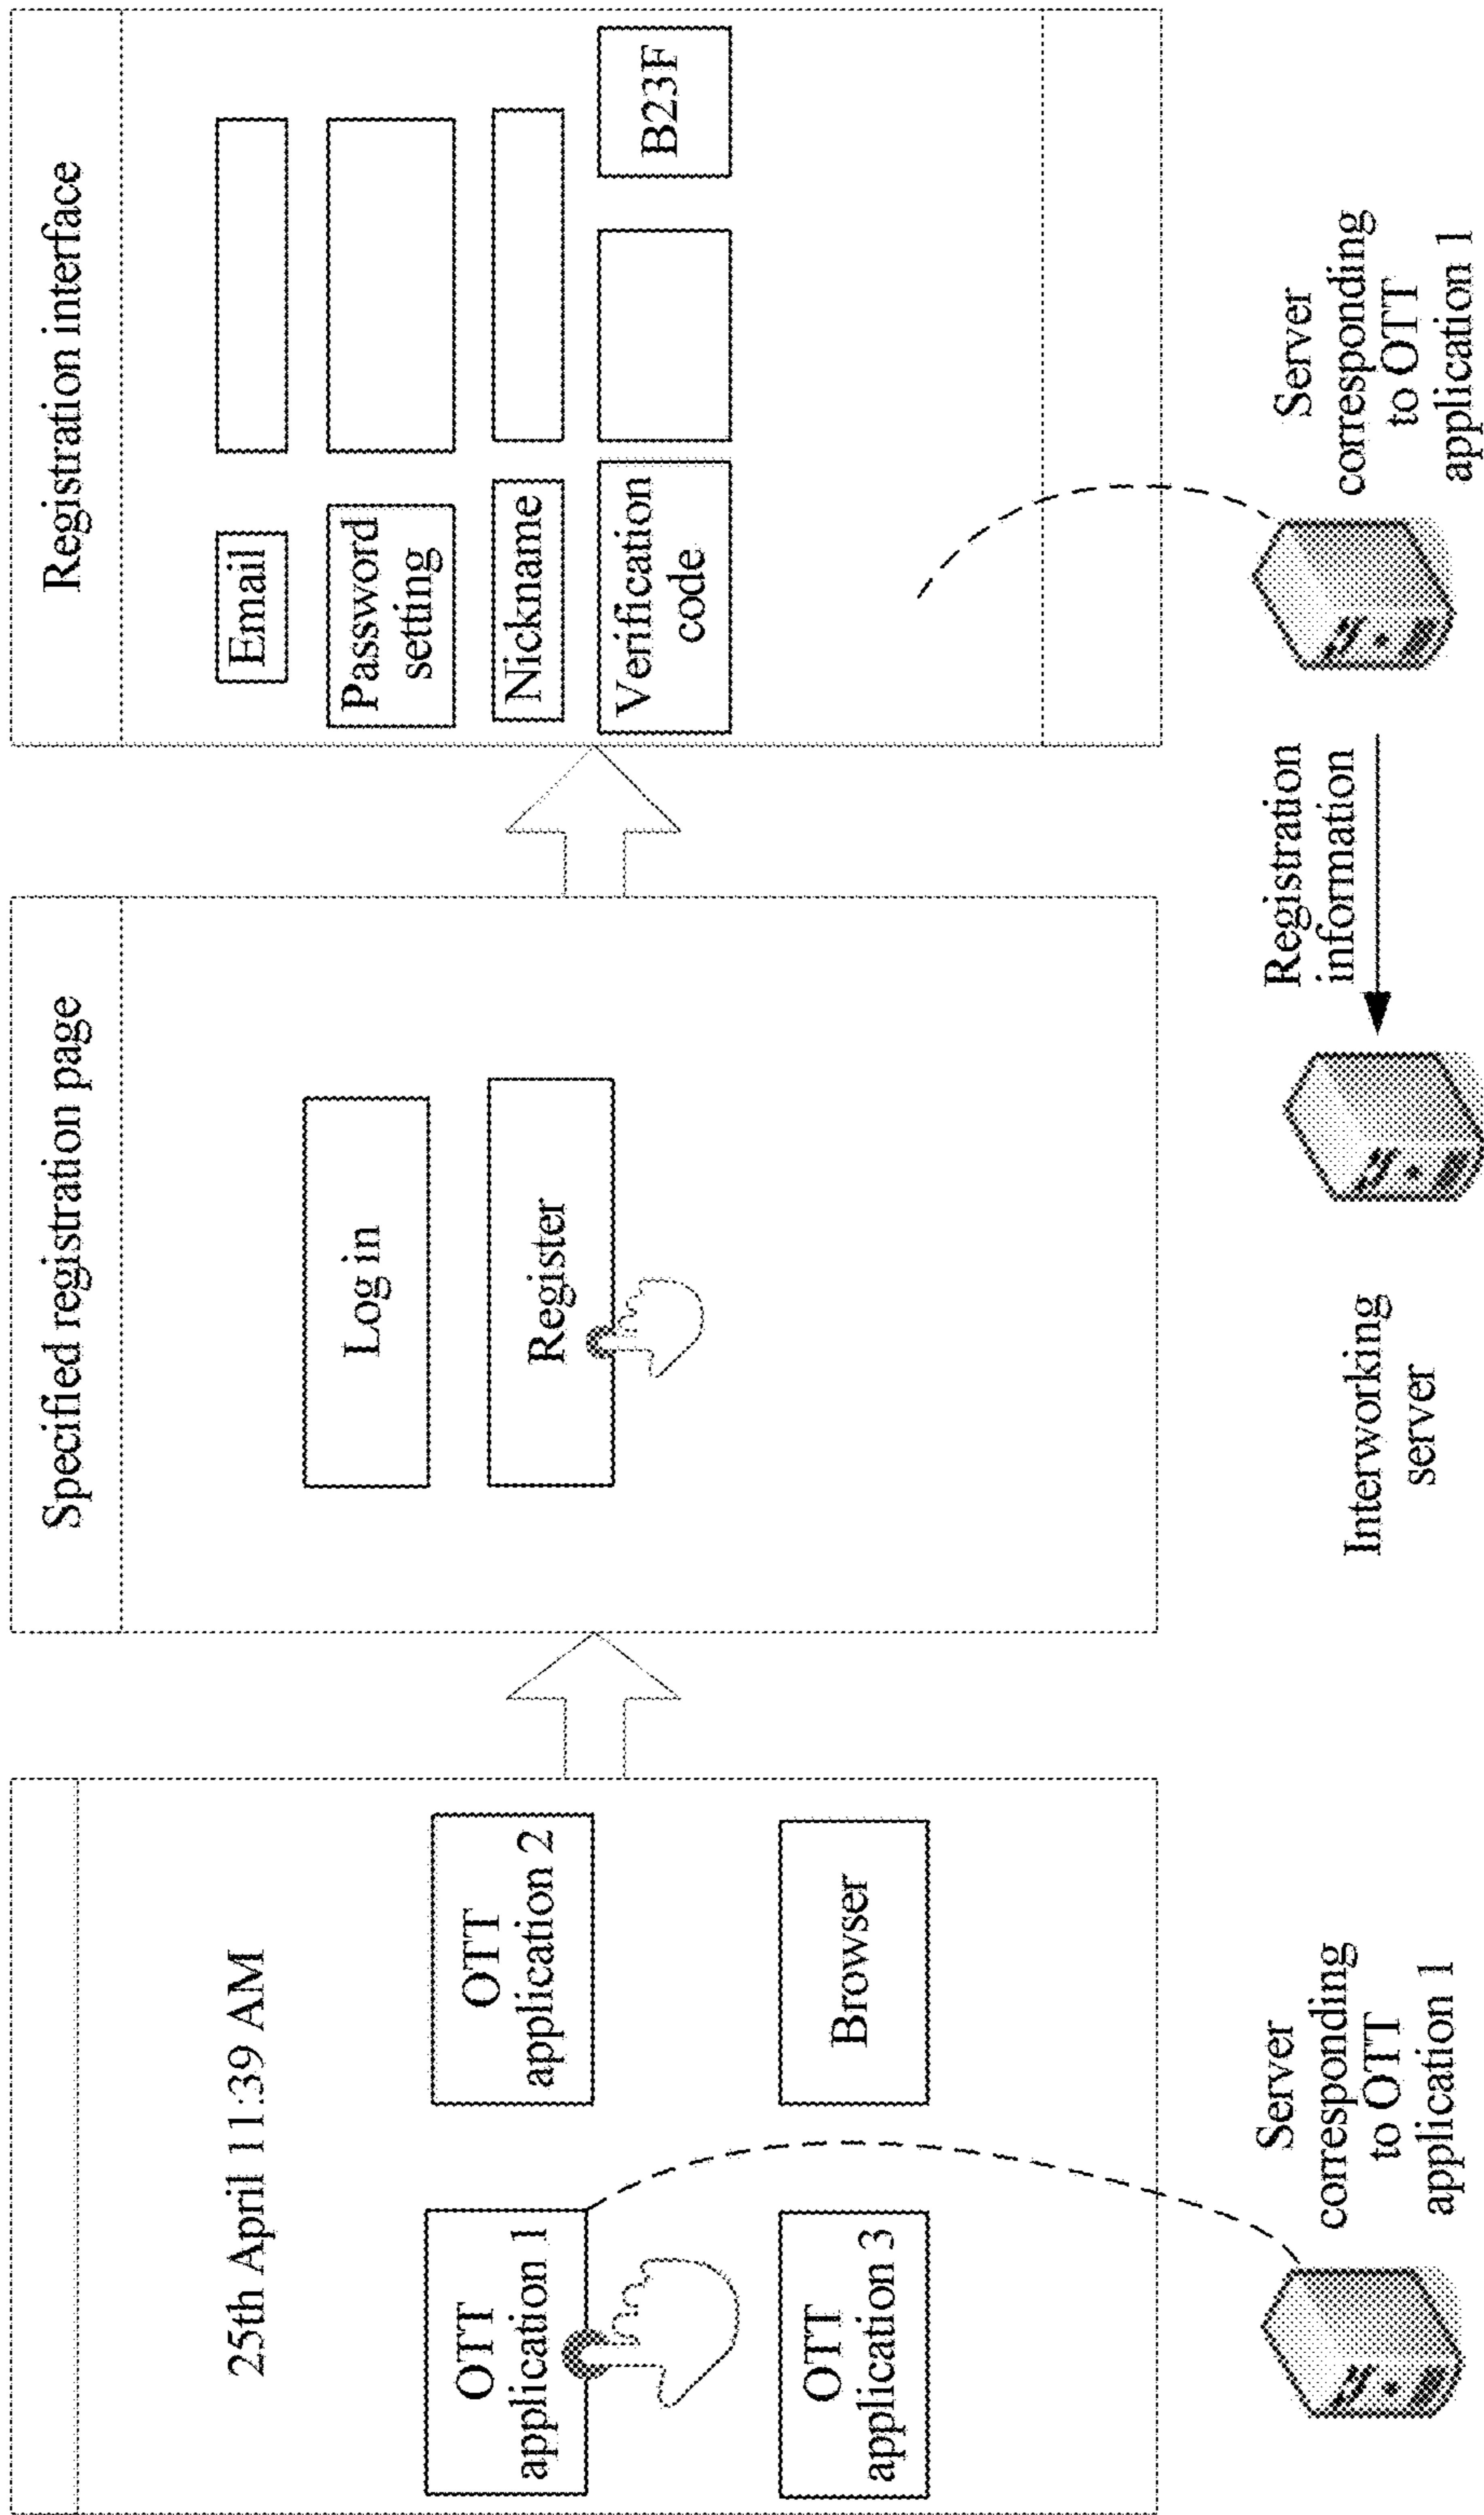 25th April 11:39 AM
OTT
application 1
OTT
application 2
OTT
application 3
Browser
Server
corresponding
to OTT
application 1
Specified registration page
Log in
Register
Interworking
server
Registration interface
Email
Password
setting
Nickname
Verification
code
B23F
Registration
information
Server
corresponding
to OTT
application 1